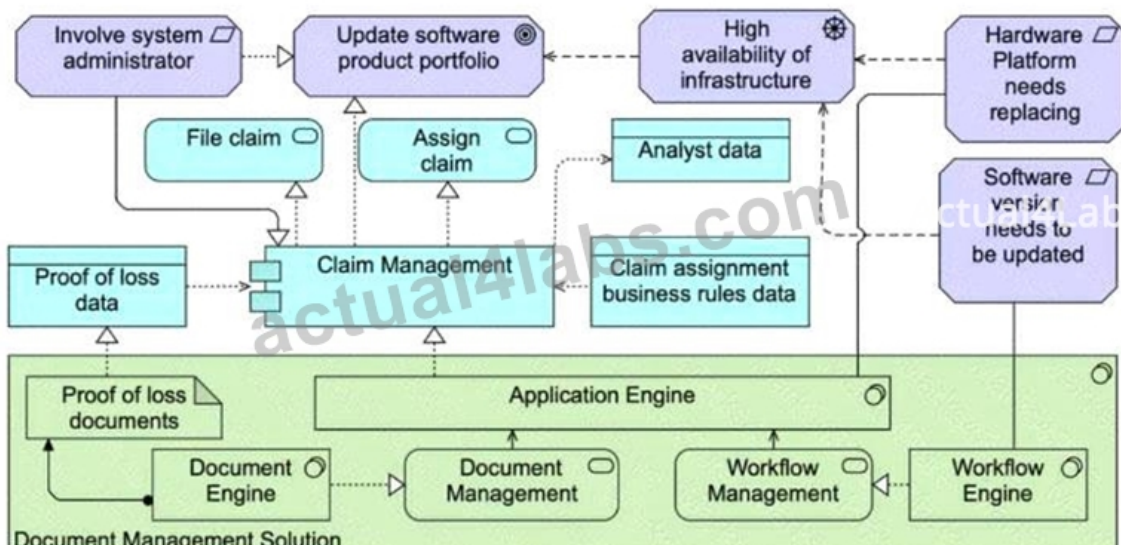 Involve system
administrator
Update software
product portfolio
High
availability of
infrastructure
Hardware
Platform
needs
replacing
File claim
Assign
claim
Analyst data
Software
version
needs to
be updated
Proof of loss
data
Claim Management
Claim assignment
business rules data
Proof of loss
documents
Application Engine
Document
Engine
Document
Management
Workflow
Management
Workflow
Engine
Document Management Solution
actual4labs.com
ctual4Lab